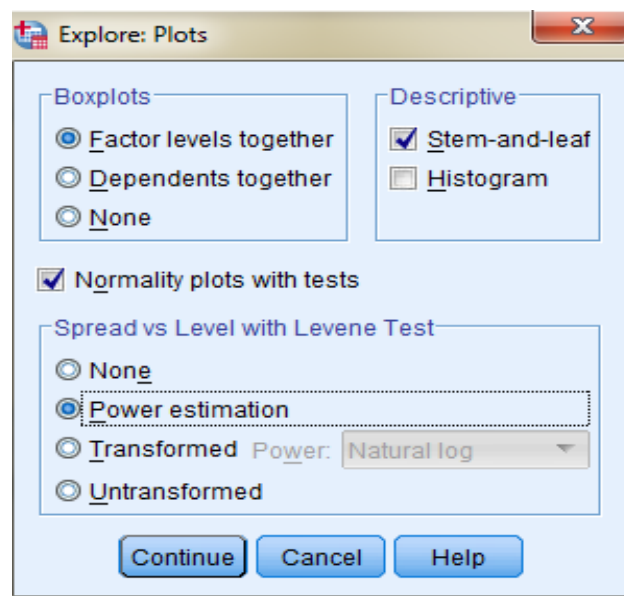 Explore: Plots
Boxplots
Factor levels together
Dependents together
None
Descriptive
Stem-and-leaf
Histogram
Normality plots with tests
Spread vs Level with Levene Test
None
Power estimation
Transformed Power: Natural log
Untransformed
Continue Cancel Help